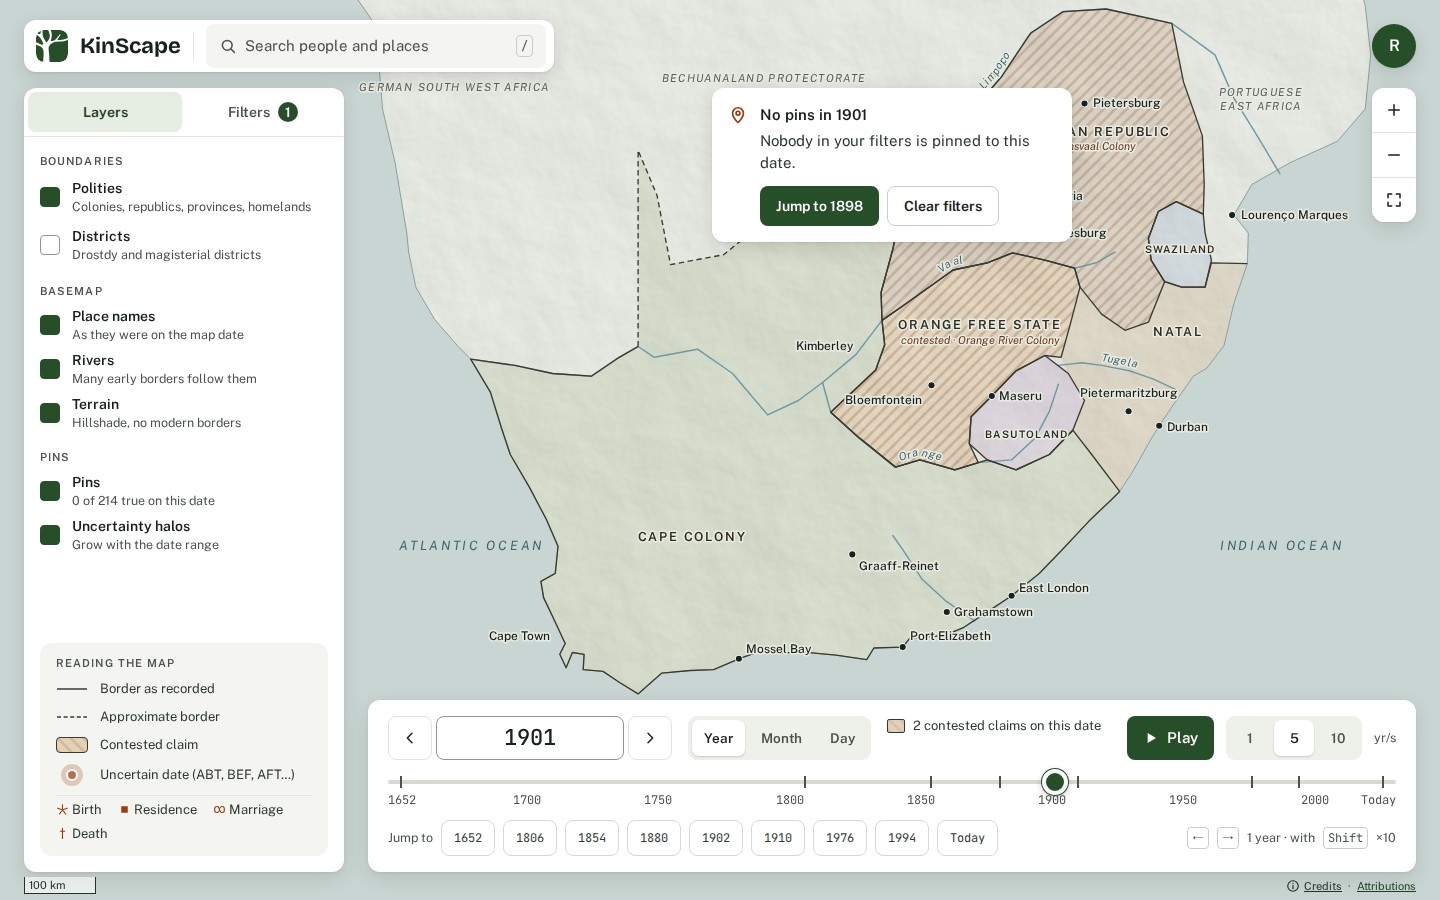 KinScape
Search people and places
/
R
Layers
Filters 1
BOUNDARIES
Polities
Colonies, republics, provinces, homelands
Districts
Drostdy and magisterial districts
BASEMAP
Place names
As they were on the map date
Rivers
Many early borders follow them
Terrain
Hillshade, no modern borders
PINS
Pins
0 of 214 true on this date
Uncertainty halos
Grow with the date range
READING THE MAP
Border as recorded
Approximate border
Contested claim
Uncertain date (ABT, BEF, AFT…)
Birth
Residence
Marriage
Death
100 km
GERMAN SOUTH WEST AFRICA
BECHUANALAND PROTECTORATE
Limpopo
PORTUGUESE
EAST AFRICA
Pietersburg
AN REPUBLIC
nsvaal Colony
ria
esburg
Lourenço Marques
SWAZILAND
No pins in 1901
Nobody in your filters is pinned to this
date.
Jump to 1898
Clear filters
+
−
Vaal
ORANGE FREE STATE
contested · Orange River Colony
NATAL
Kimberley
Tugela
Bloemfontein
Maseru
Pietermaritzburg
Durban
BASUTOLAND
Orange
ATLANTIC OCEAN
CAPE COLONY
INDIAN OCEAN
Graaff-Reinet
East London
Grahamstown
Port Elizabeth
Cape Town
Mossel Bay
1901
Year
Month
Day
2 contested claims on this date
Play
1
5
10
yr/s
1652
1700
1750
1800
1850
1900
1950
2000
Today
Jump to
1652
1806
1854
1880
1902
1910
1976
1994
Today
← → 1 year · with Shift ×10
Credits · Attributions